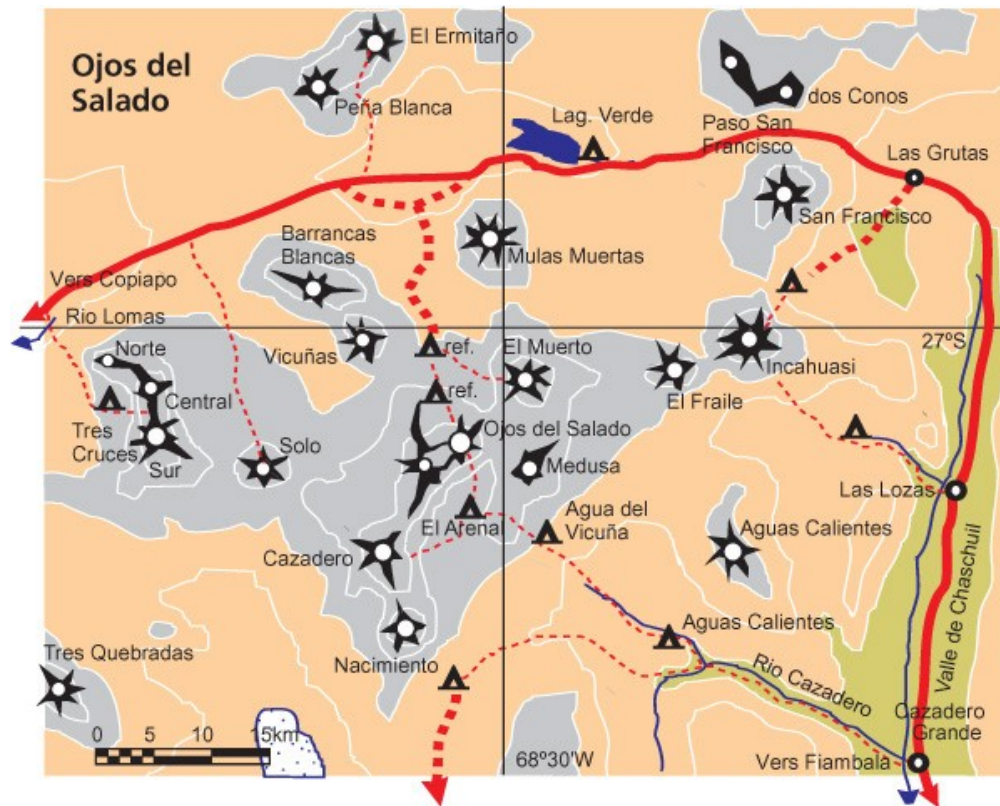 Ojos del
Salado
El Ermitaño
Peña Blanca
dos Conos
Lag. Verde
Paso San
Francisco
Las Grutas
San Francisco
Barrancas
Blancas
Mulas Muertas
Vers Copiapo
Rio Lomas
27ºS
Norte
Vicuñas
ref.
El Muerto
Incahuasi
El Fraile
Central
ref.
Tres
Cruces
Sur
Solo
Ojos del Salado
Medusa
Las Lozas
El Arenal
Agua del
Vicuña
Aguas Calientes
Cazadero
Valle de Chaschuil
Aguas Calientes
Tres Quebradas
Nacimiento
Rio Cazadero
Cazadero
Grande
0 5 10 15km
68º30'W
Vers Fiambala